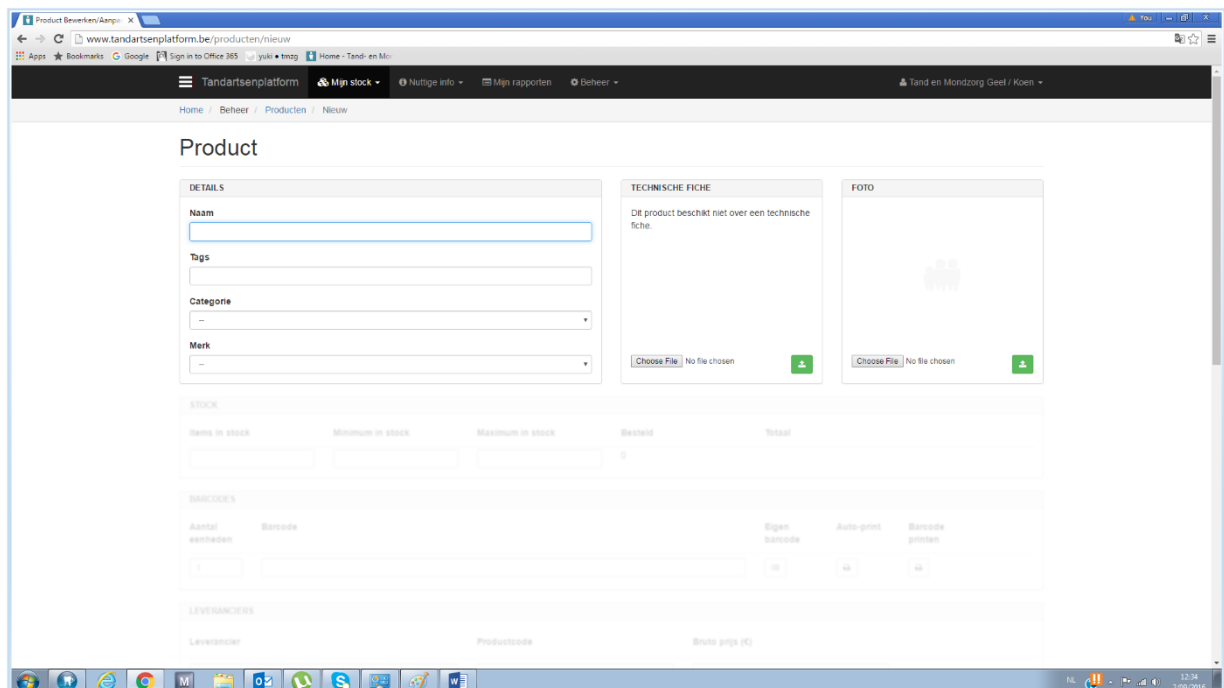 Product Bewerken/Aanpa
You
www.tandartsenplatform.be/producten/nieuw
Apps Bookmarks Google Sign in to Office 365 yuki • tmzg Home - Tand- en Mo
Tandartsenplatform Mijn stock Nuttige info Mijn rapporten Beheer Tand en Mondzorg Geel / Koen
Home / Beheer / Producten / Nieuw
Product
DETAILS
Naam
Tags
Categorie
--
Merk
--
TECHNISCHE FICHE
Dit product beschikt niet over een technische
fiche.
Choose File No file chosen
FOTO
Choose File No file chosen
STOCK
Items in stock Minimum in stock Maximum in stock Besteld Totaal
0
BARCODES
Aantal eenheden Barcode Eigen barcode Auto-print Barcode printen
1
LEVERANCIERS
Leverancier Productcode Bruto prijs (€)
NL 12:34
2/09/2016